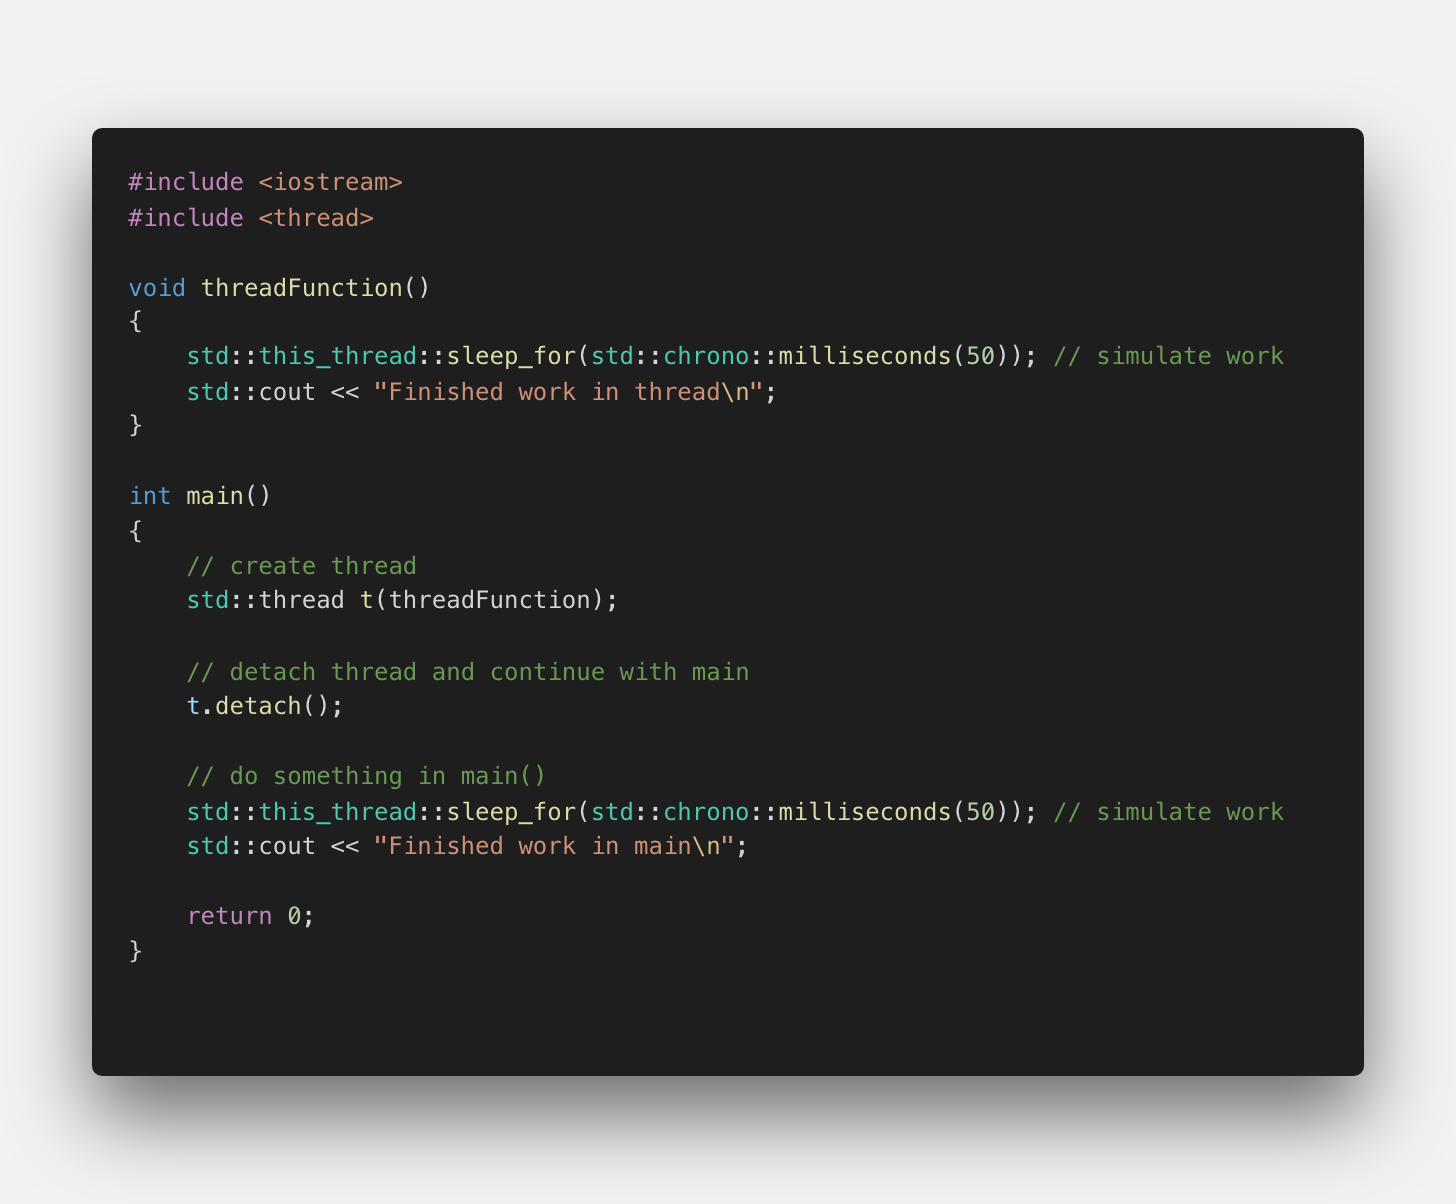 #include <iostream>
#include <thread>

void threadFunction()
{
    std::this_thread::sleep_for(std::chrono::milliseconds(50)); // simulate work
    std::cout << "Finished work in thread\n";
}

int main()
{
    // create thread
    std::thread t(threadFunction);

    // detach thread and continue with main
    t.detach();

    // do something in main()
    std::this_thread::sleep_for(std::chrono::milliseconds(50)); // simulate work
    std::cout << "Finished work in main\n";

    return 0;
}